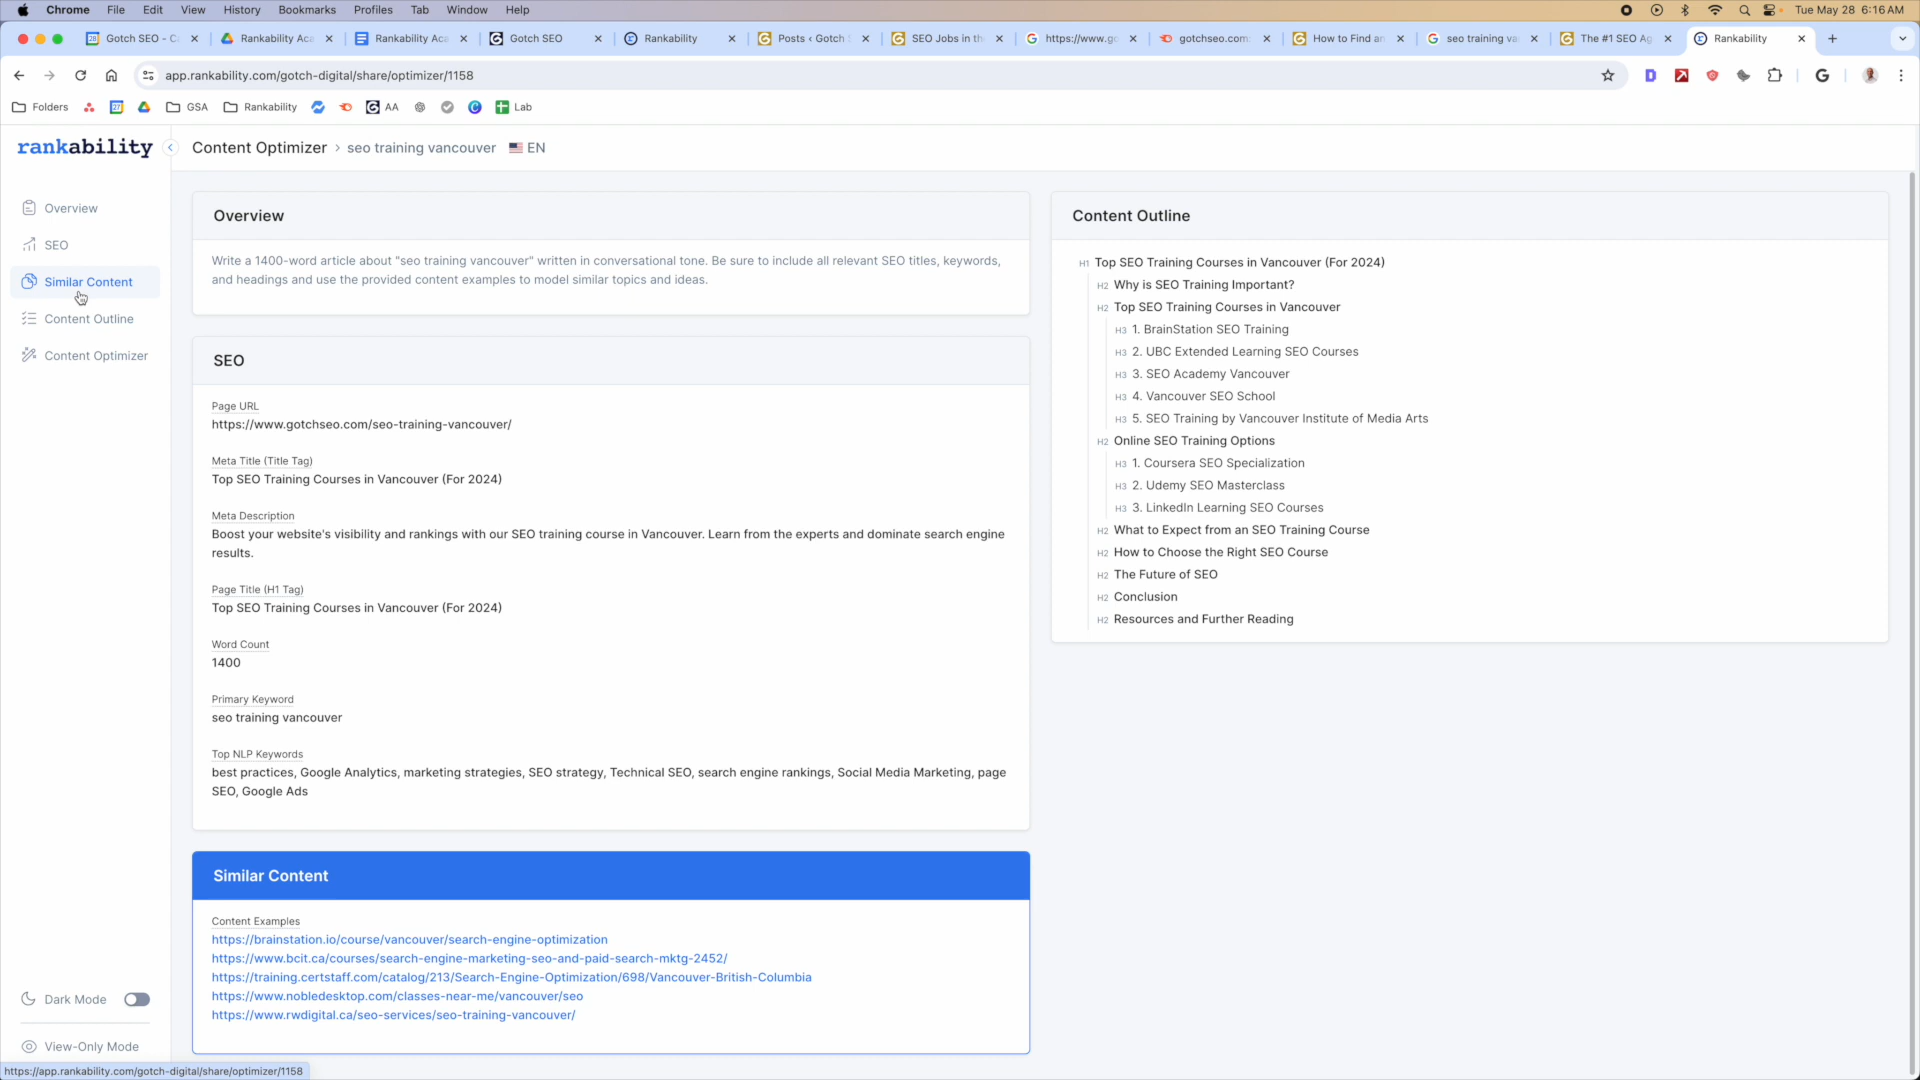 Chrome File Edit View History Bookmarks Profiles Tab Window Help Tue May 28 6:16 AM
Gotch SEO - C
Rankability Aca
Rankability Aca
Gotch SEO
Rankability
Posts ‹ Gotch S
SEO Jobs in th
https://www.go
gotchseo.com
How to Find an
seo training va
The #1 SEO Ag
Rankability
app.rankability.com/gotch-digital/share/optimizer/1158
Folders GSA Rankability AA Lab
rankability
Content Optimizer › seo training vancouver EN
Overview
SEO
Similar Content
Content Outline
Content Optimizer
Dark Mode
View-Only Mode
Overview
Write a 1400-word article about "seo training vancouver" written in conversational tone. Be sure to include all relevant SEO titles, keywords,
and headings and use the provided content examples to model similar topics and ideas.
SEO
Page URL
https://www.gotchseo.com/seo-training-vancouver/
Meta Title (Title Tag)
Top SEO Training Courses in Vancouver (For 2024)
Meta Description
Boost your website's visibility and rankings with our SEO training course in Vancouver. Learn from the experts and dominate search engine
results.
Page Title (H1 Tag)
Top SEO Training Courses in Vancouver (For 2024)
Word Count
1400
Primary Keyword
seo training vancouver
Top NLP Keywords
best practices, Google Analytics, marketing strategies, SEO strategy, Technical SEO, search engine rankings, Social Media Marketing, page
SEO, Google Ads
Similar Content
Content Examples
https://brainstation.io/course/vancouver/search-engine-optimization
https://www.bcit.ca/courses/search-engine-marketing-seo-and-paid-search-mktg-2452/
https://training.certstaff.com/catalog/213/Search-Engine-Optimization/698/Vancouver-British-Columbia
https://www.nobledesktop.com/classes-near-me/vancouver/seo
https://www.rwdigital.ca/seo-services/seo-training-vancouver/
Content Outline
H1 Top SEO Training Courses in Vancouver (For 2024)
H2 Why is SEO Training Important?
H2 Top SEO Training Courses in Vancouver
H3 1. BrainStation SEO Training
H3 2. UBC Extended Learning SEO Courses
H3 3. SEO Academy Vancouver
H3 4. Vancouver SEO School
H3 5. SEO Training by Vancouver Institute of Media Arts
H2 Online SEO Training Options
H3 1. Coursera SEO Specialization
H3 2. Udemy SEO Masterclass
H3 3. LinkedIn Learning SEO Courses
H2 What to Expect from an SEO Training Course
H2 How to Choose the Right SEO Course
H2 The Future of SEO
H2 Conclusion
H2 Resources and Further Reading
https://app.rankability.com/gotch-digital/share/optimizer/1158